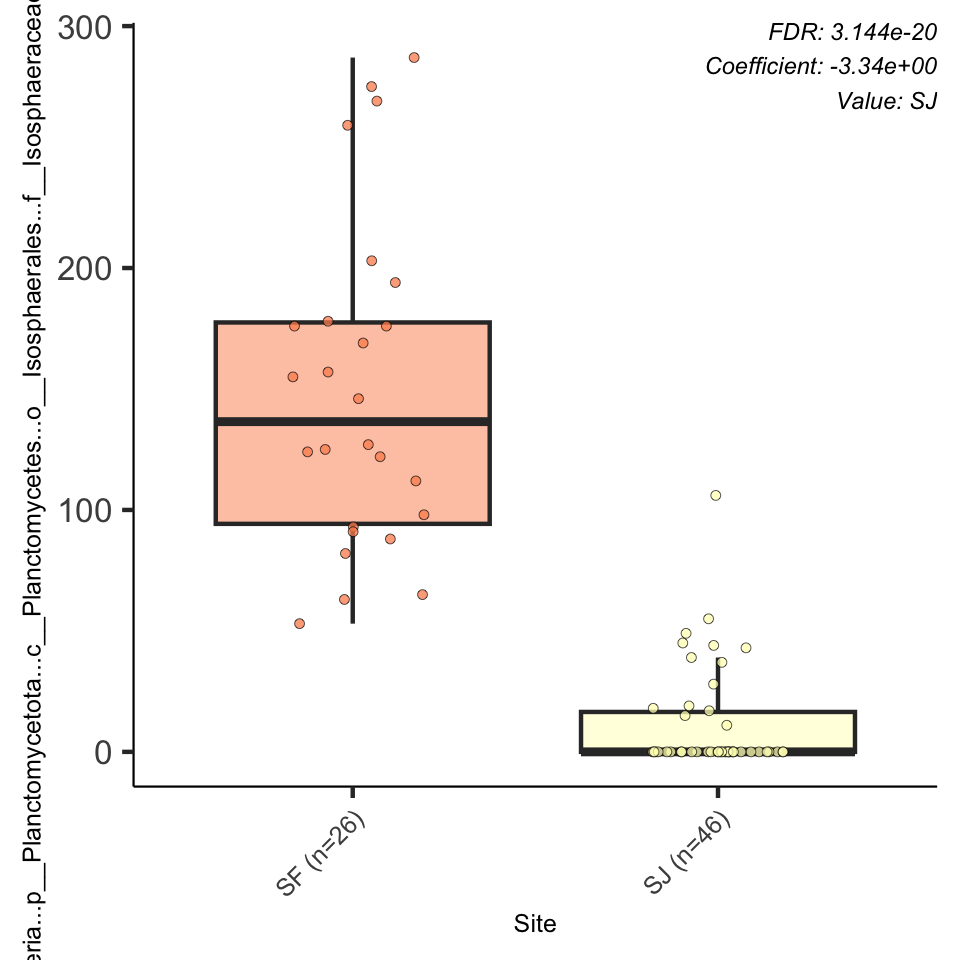 300
200
100
0
FDR: 3.144e-20
Coefficient: -3.34e+00
Value: SJ
eria...p__Planctomycetota...c__Planctomycetes...o__Isosphaerales...f__Isosphaeraceae
SF (n=26)
SJ (n=46)
Site